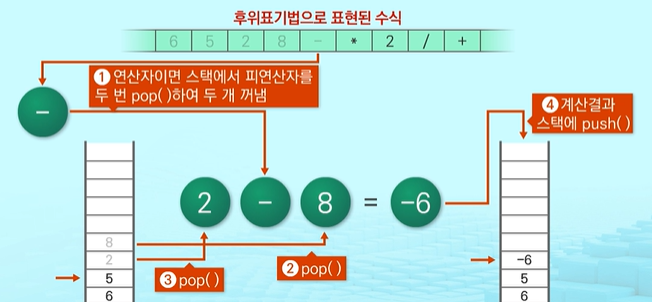 후위표기법으로 표현된 수식
6 5 2 8 - * 2 / +
❶ 연산자이면 스택에서 피연산자를
두 번 pop( )하여 두 개 꺼냄
❹ 계산결과
스택에 push( )
−
2 − 8 = −6
8
2
5
6
❸ pop( )
❷ pop( )
−6
5
6